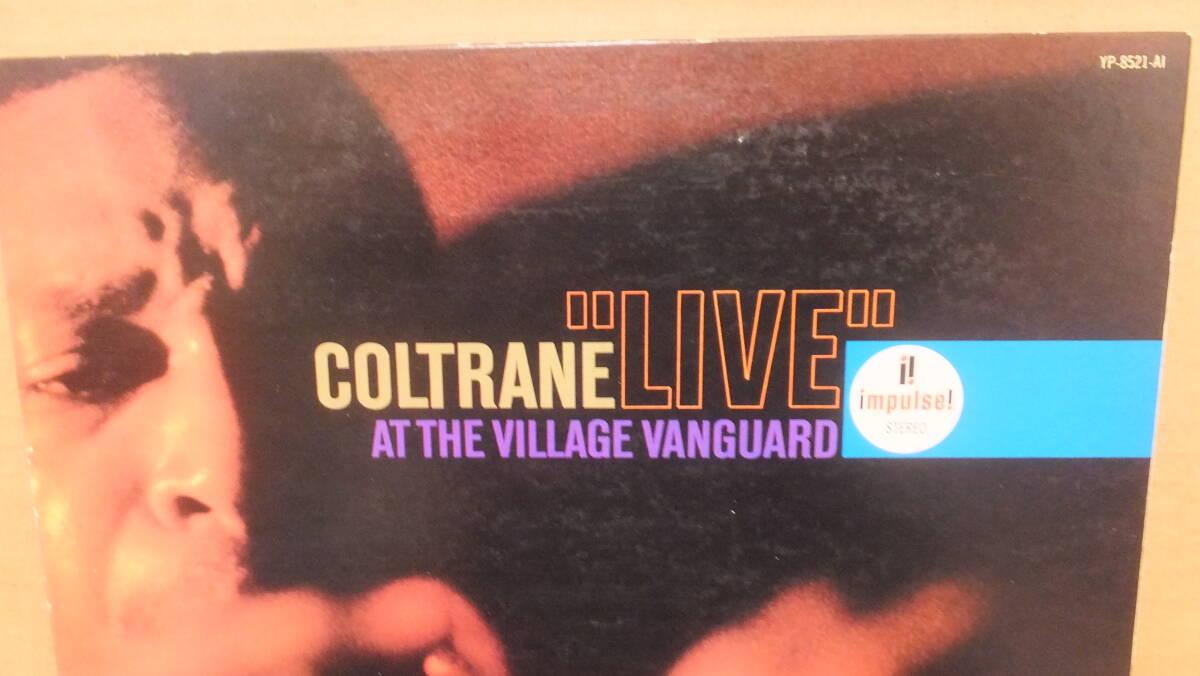 YP-8521-AI
COLTRANE "LIVE"
AT THE VILLAGE VANGUARD
i!
impulse!
STEREO